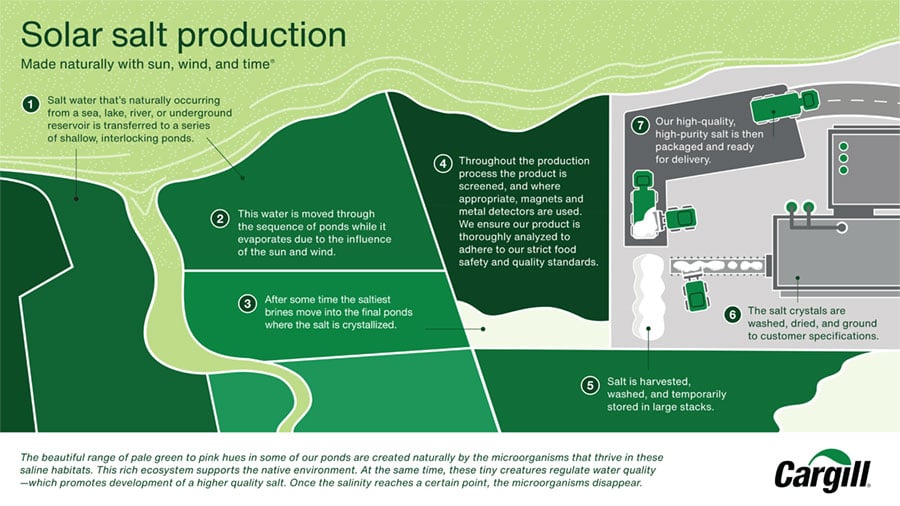 Solar salt production
Made naturally with sun, wind, and time®
1
Salt water that's naturally occurring
from a sea, lake, river, or underground
reservoir is transferred to a series
of shallow, interlocking ponds.
2
This water is moved through
the sequence of ponds while it
evaporates due to the influence
of the sun and wind.
3
After some time the saltiest
brines move into the final ponds
where the salt is crystallized.
4
Throughout the production
process the product is
screened, and where
appropriate, magnets and
metal detectors are used.
We ensure our product is
thoroughly analyzed to
adhere to our strict food
safety and quality standards.
5
Salt is harvested,
washed, and temporarily
stored in large stacks.
6
The salt crystals are
washed, dried, and ground
to customer specifications.
7
Our high-quality,
high-purity salt is then
packaged and ready
for delivery.
The beautiful range of pale green to pink hues in some of our ponds are created naturally by the microorganisms that thrive in these
saline habitats. This rich ecosystem supports the native environment. At the same time, these tiny creatures regulate water quality
—which promotes development of a higher quality salt. Once the salinity reaches a certain point, the microorganisms disappear.
Cargill®